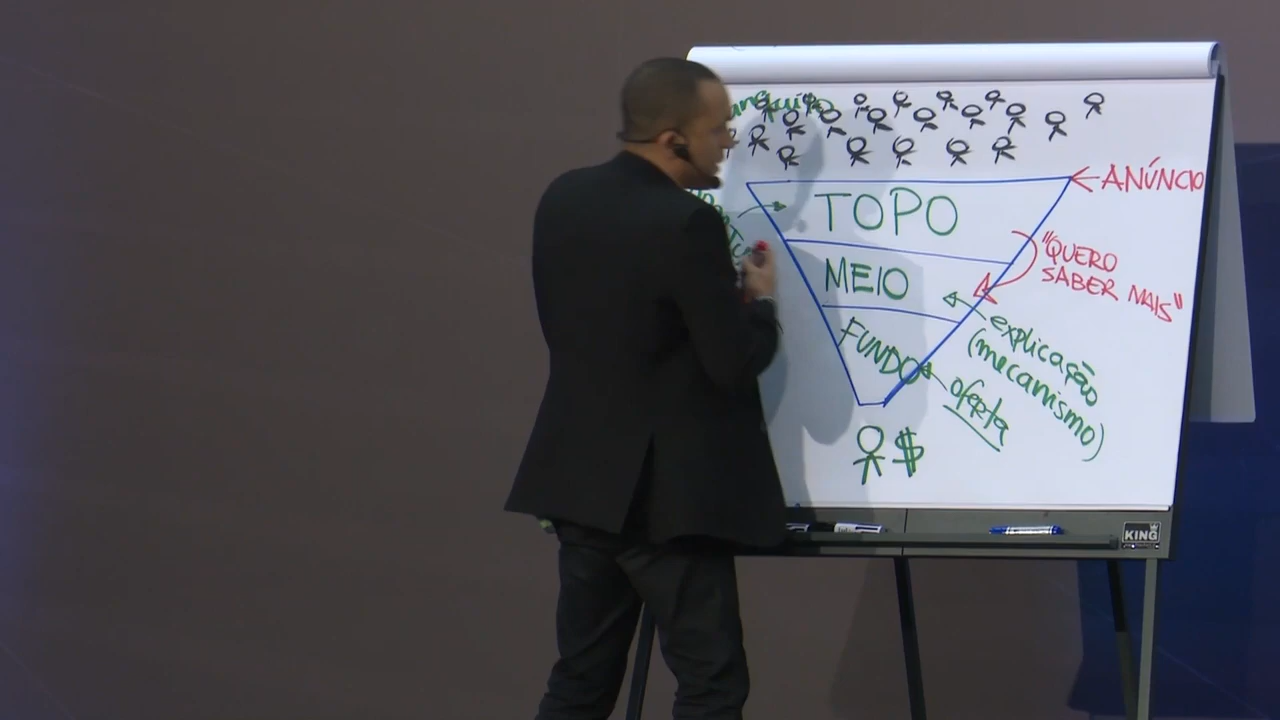 TOPO
ANÚNCIO
MEIO
"QUERO
SABER MAIS"
FUNDO
explicação
(mecanismo)
oferta
$
KING